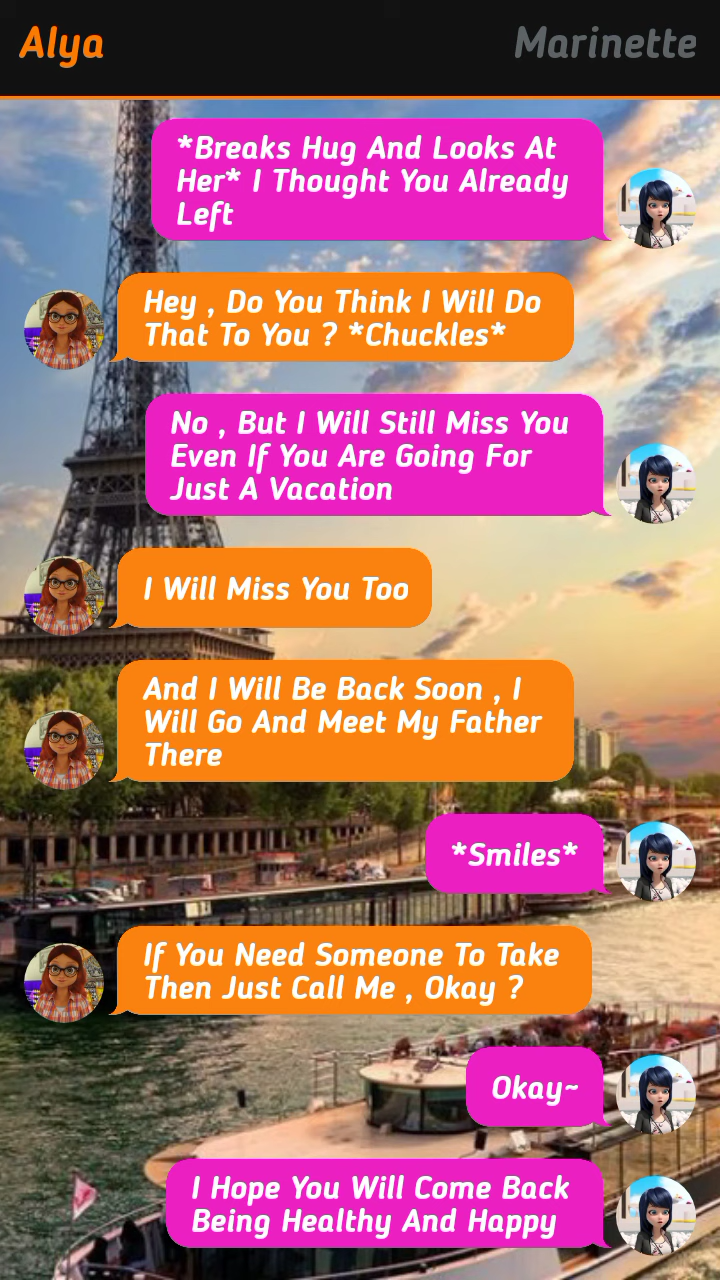 Alya
Marinette
*Breaks Hug And Looks At
Her* I Thought You Already
Left
Hey , Do You Think I Will Do
That To You ? *Chuckles*
No , But I Will Still Miss You
Even If You Are Going For
Just A Vacation
I Will Miss You Too
And I Will Be Back Soon , I
Will Go And Meet My Father
There
*Smiles*
If You Need Someone To Take
Then Just Call Me , Okay ?
Okay~
I Hope You Will Come Back
Being Healthy And Happy